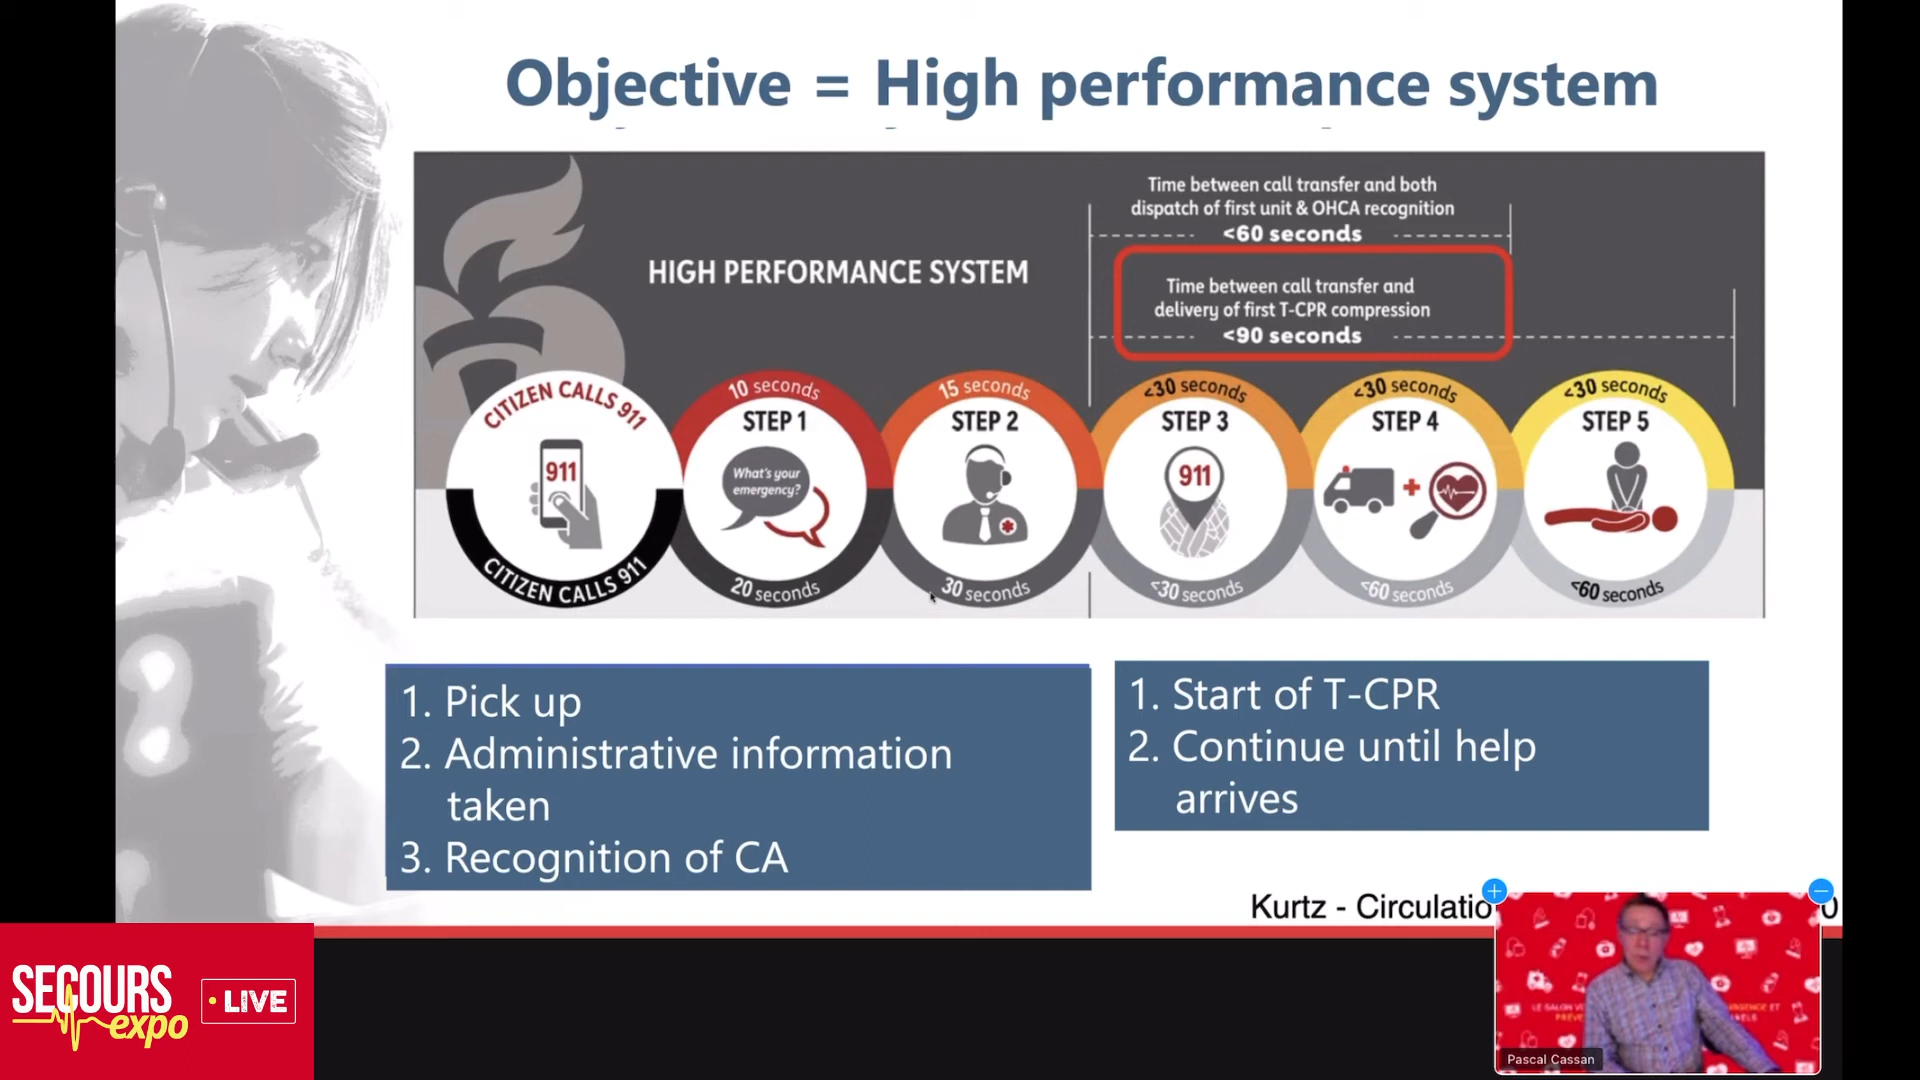 Objective = High performance system
Time between call transfer and both
dispatch of first unit & OHCA recognition
<60 seconds
HIGH PERFORMANCE SYSTEM
Time between call transfer and
delivery of first T-CPR compression
<90 seconds
CITIZEN CALLS 911
10 seconds
15 seconds
<30 seconds
<30 seconds
<30 seconds
STEP 1
STEP 2
STEP 3
STEP 4
STEP 5
911
What's your
emergency?
911
CITIZEN CALLS 911
20 seconds
30 seconds
<30 seconds
<60 seconds
<60 seconds
1. Pick up
2. Administrative information
taken
3. Recognition of CA
1. Start of T-CPR
2. Continue until help
arrives
Kurtz - Circulatio
0
SECOURS
expo
LIVE
Pascal Cassan